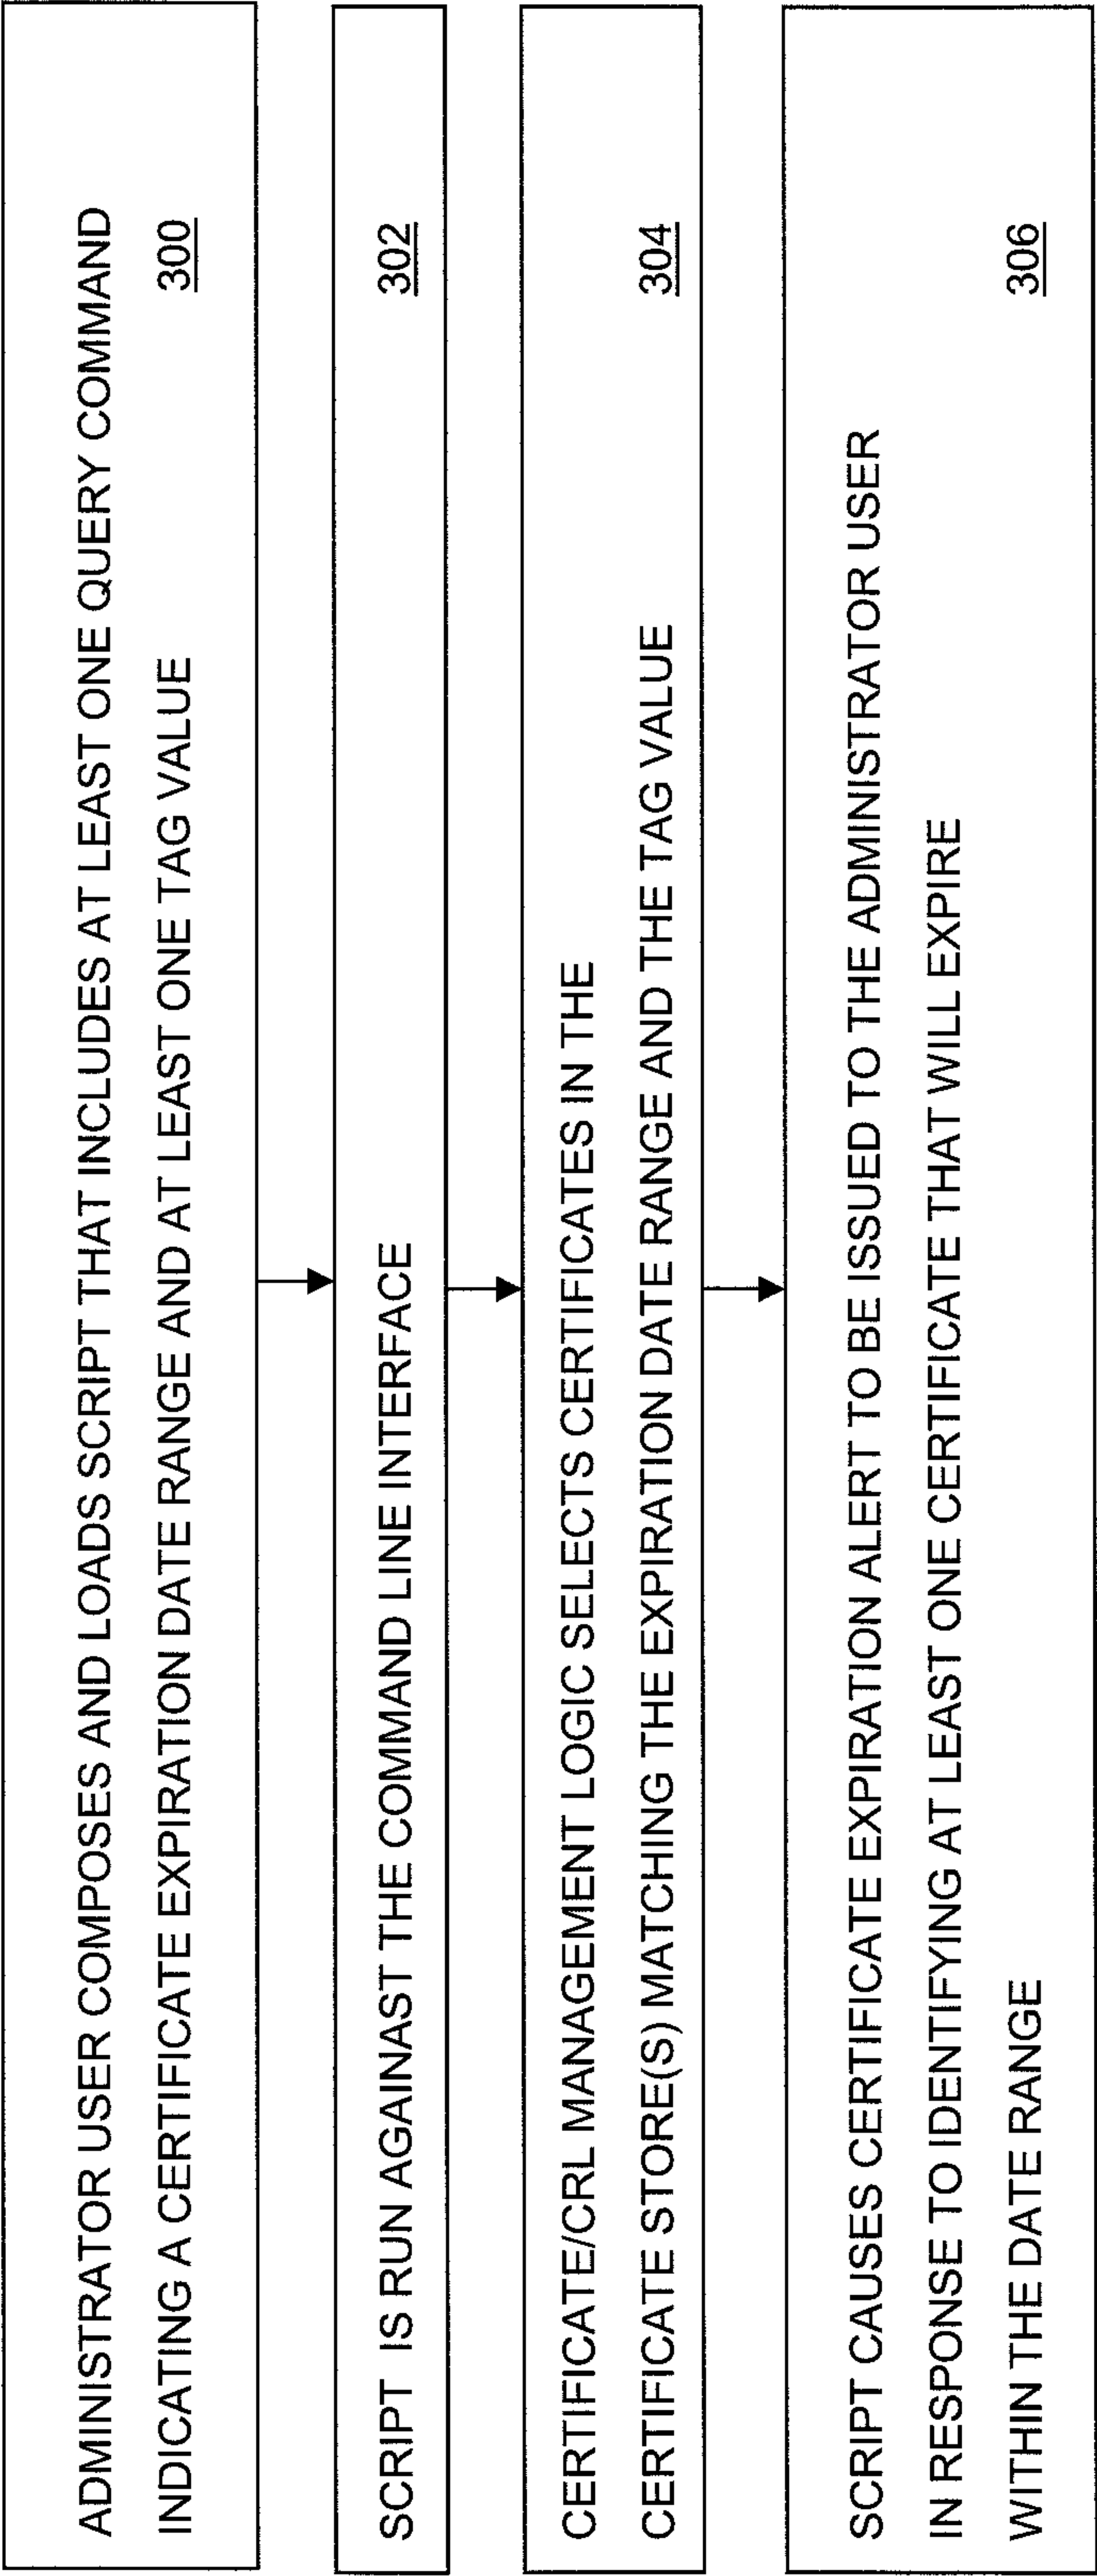 ADMINISTRATOR USER COMPOSES AND LOADS SCRIPT THAT INCLUDES AT LEAST ONE QUERY COMMAND
INDICATING A CERTIFICATE EXPIRATION DATE RANGE AND AT LEAST ONE TAG VALUE 300
SCRIPT IS RUN AGAINAST THE COMMAND LINE INTERFACE 302
CERTIFICATE/CRL MANAGEMENT LOGIC SELECTS CERTIFICATES IN THE
CERTIFICATE STORE(S) MATCHING THE EXPIRATION DATE RANGE AND THE TAG VALUE 304
SCRIPT CAUSES CERTIFICATE EXPIRATION ALERT TO BE ISSUED TO THE ADMINISTRATOR USER
IN RESPONSE TO IDENTIFYING AT LEAST ONE CERTIFICATE THAT WILL EXPIRE
WITHIN THE DATE RANGE 306